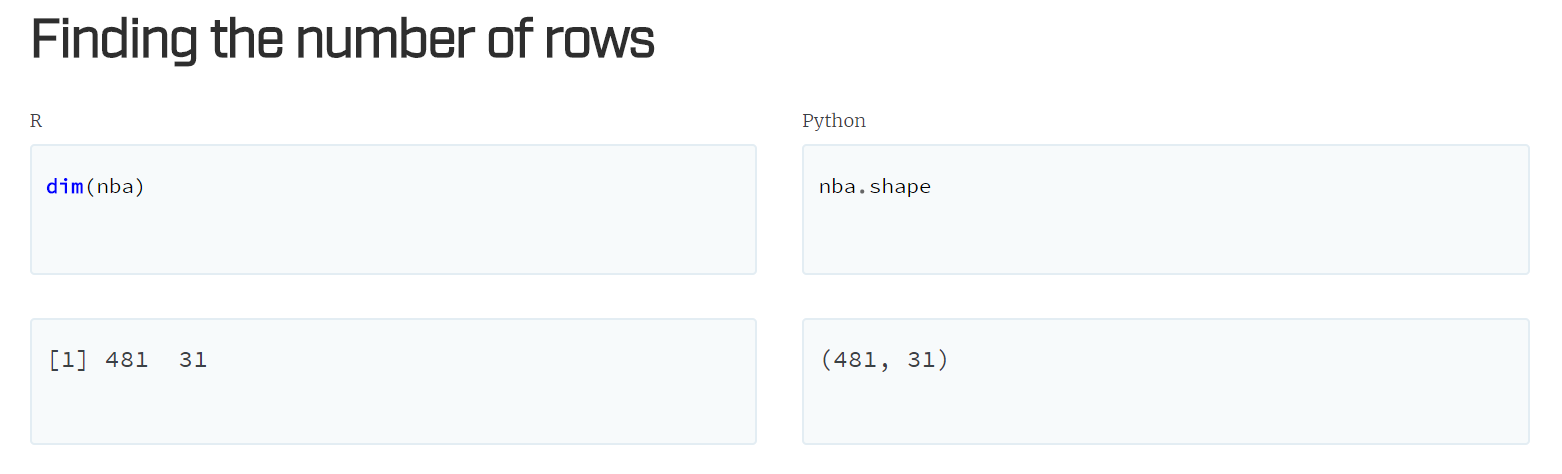 Finding the number of rows
R
Python
dim(nba)
nba.shape
[1] 481  31
(481, 31)